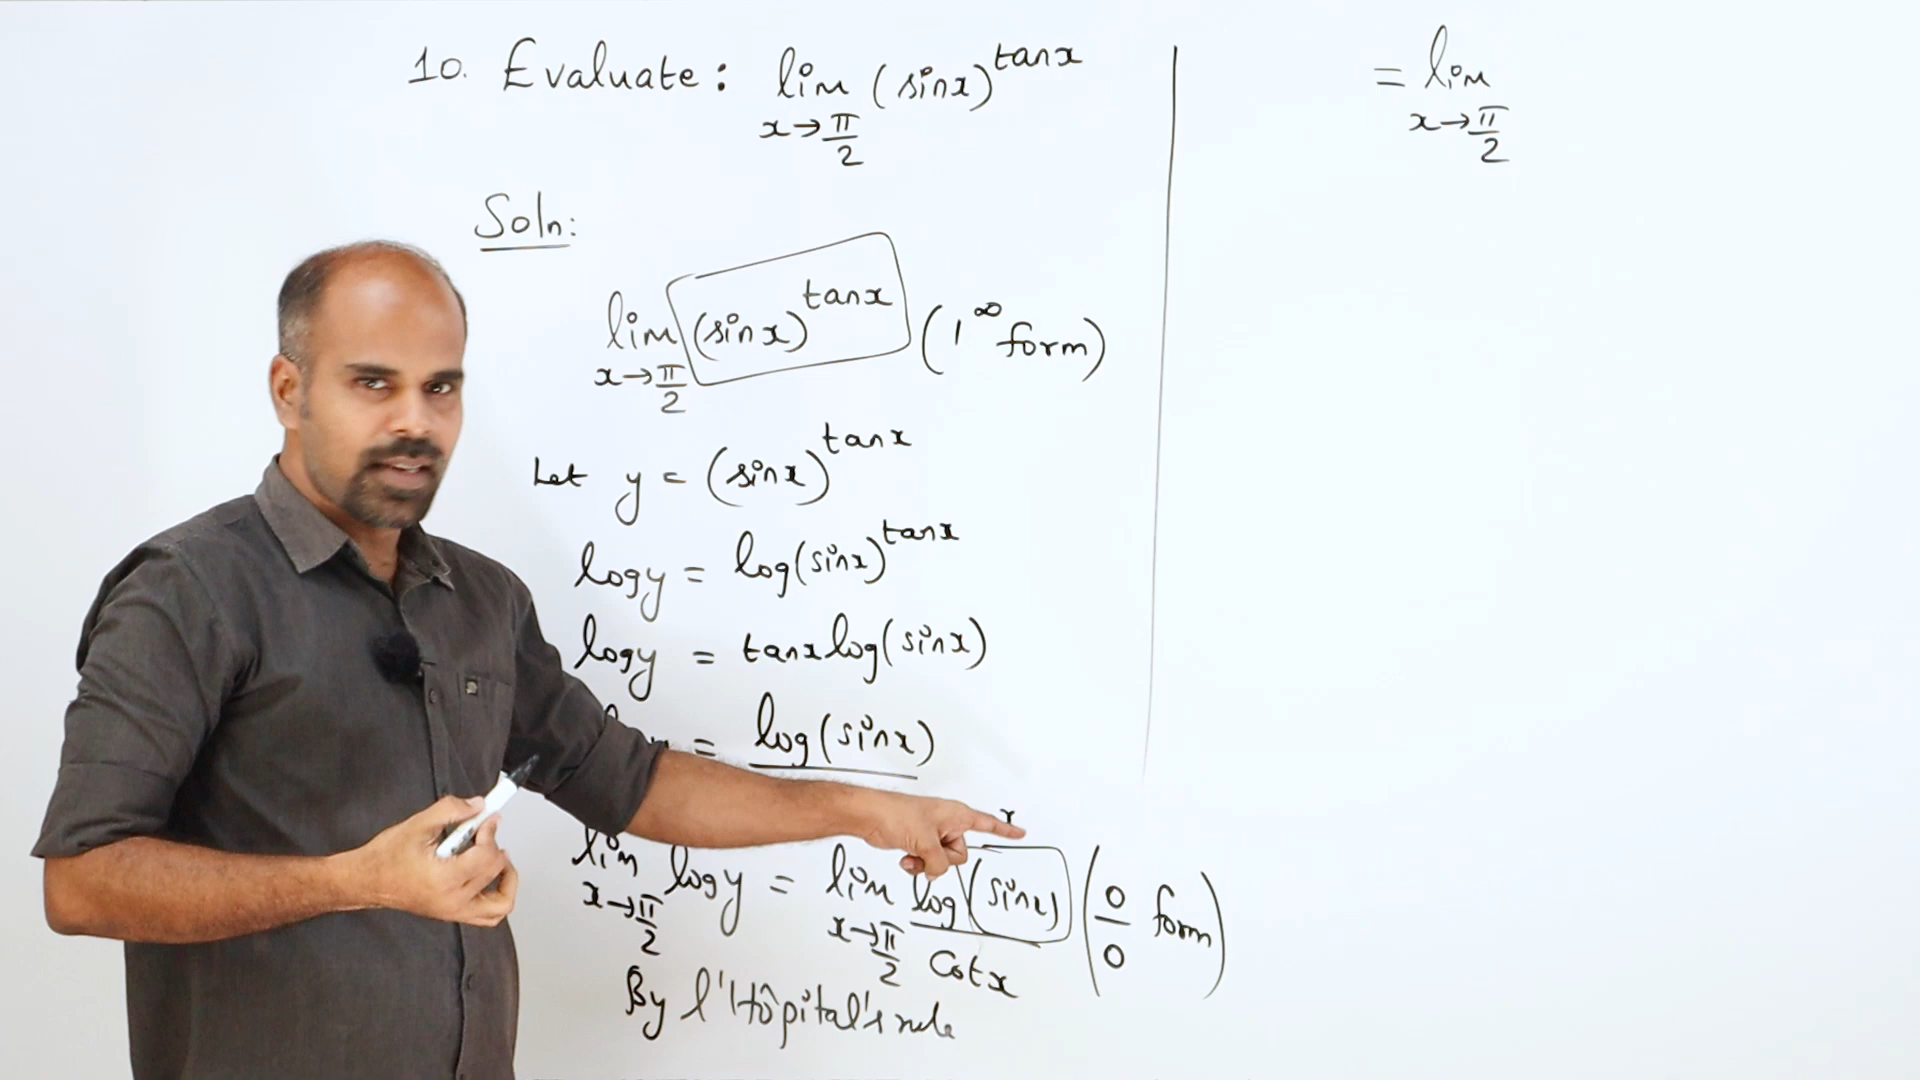 10. Evaluate: lim (sinx)^tanx
x→π/2
Soln:
lim (sinx)^tanx (1^∞ form)
x→π/2
Let y = (sinx)^tanx
logy = log(sinx)^tanx
logy = tanxlog(sinx)
= log(sinx)
lim logy = lim log(sinx) (0/0 form)
x→π/2 x→π/2 Cotx
By l'Hôpital's rule
= lim
x→π/2